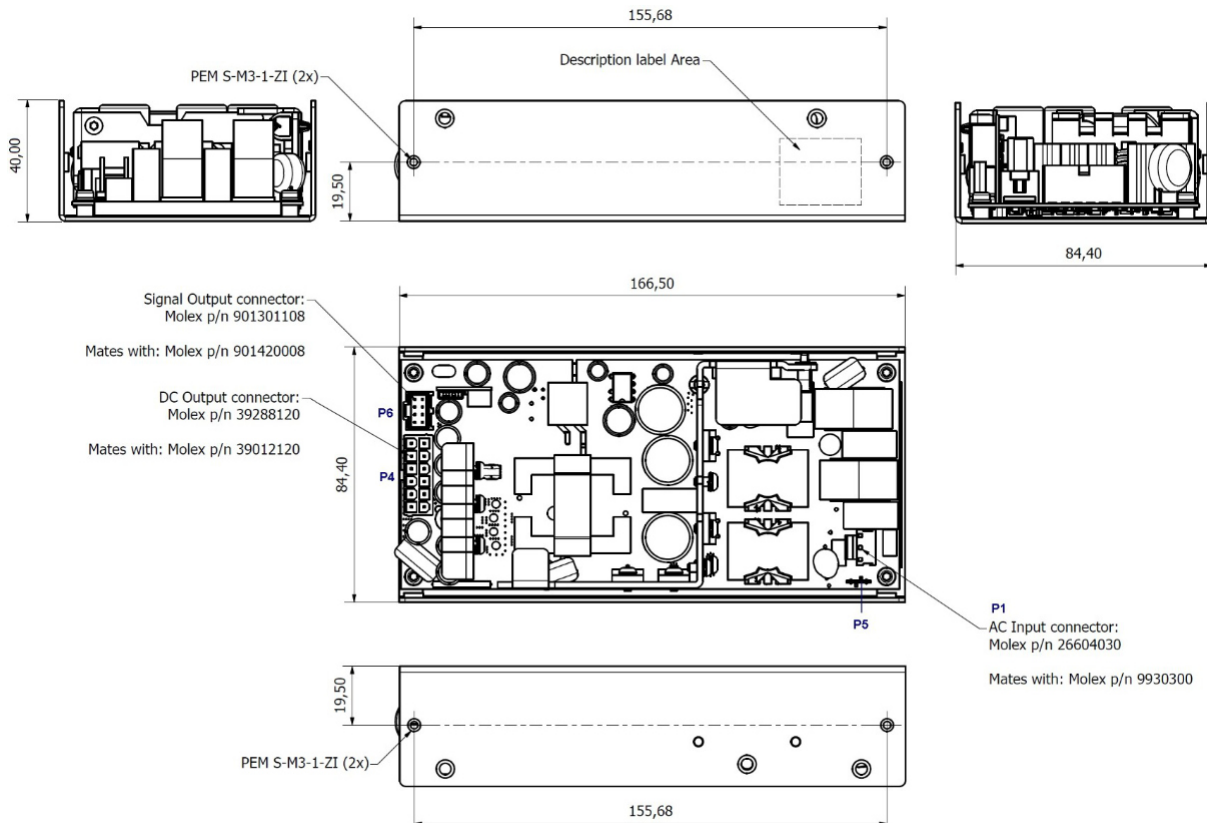 155,68
Description label Area
PEM S-M3-1-ZI (2x)
40,00
19,50
84,40
166,50
Signal Output connector:
Molex p/n 901301108
Mates with: Molex p/n 901420008
DC Output connector:
Molex p/n 39288120
Mates with: Molex p/n 39012120
P6
P4
84,40
P5
P1
AC Input connector:
Molex p/n 26604030
Mates with: Molex p/n 9930300
19,50
PEM S-M3-1-ZI (2x)
155,68